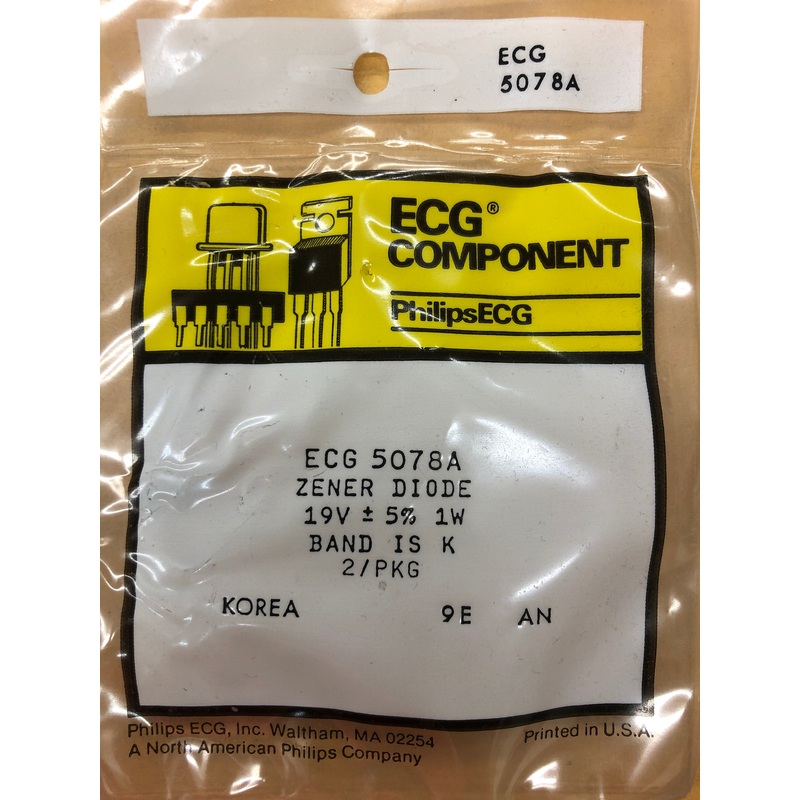 ECG
5078A
ECG®
COMPONENT
PhilipsECG
ECG 5078A
ZENER DIODE
19V ± 5% 1W
BAND IS K
2/PKG
KOREA 9E AN
Philips ECG, Inc. Waltham, MA 02254
A North American Philips Company
Printed in U.S.A.